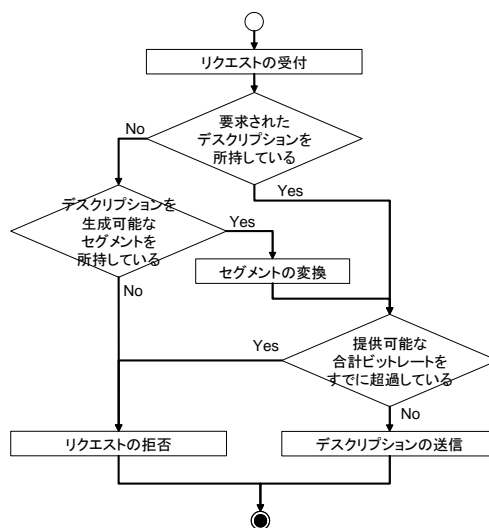 リクエストの受付
要求された
デスクリプションを
所持している
No
Yes
デスクリプションを
生成可能な
セグメントを
所持している
Yes
セグメントの変換
No
提供可能な
合計ビットレートを
すでに超過している
Yes
No
リクエストの拒否
デスクリプションの送信